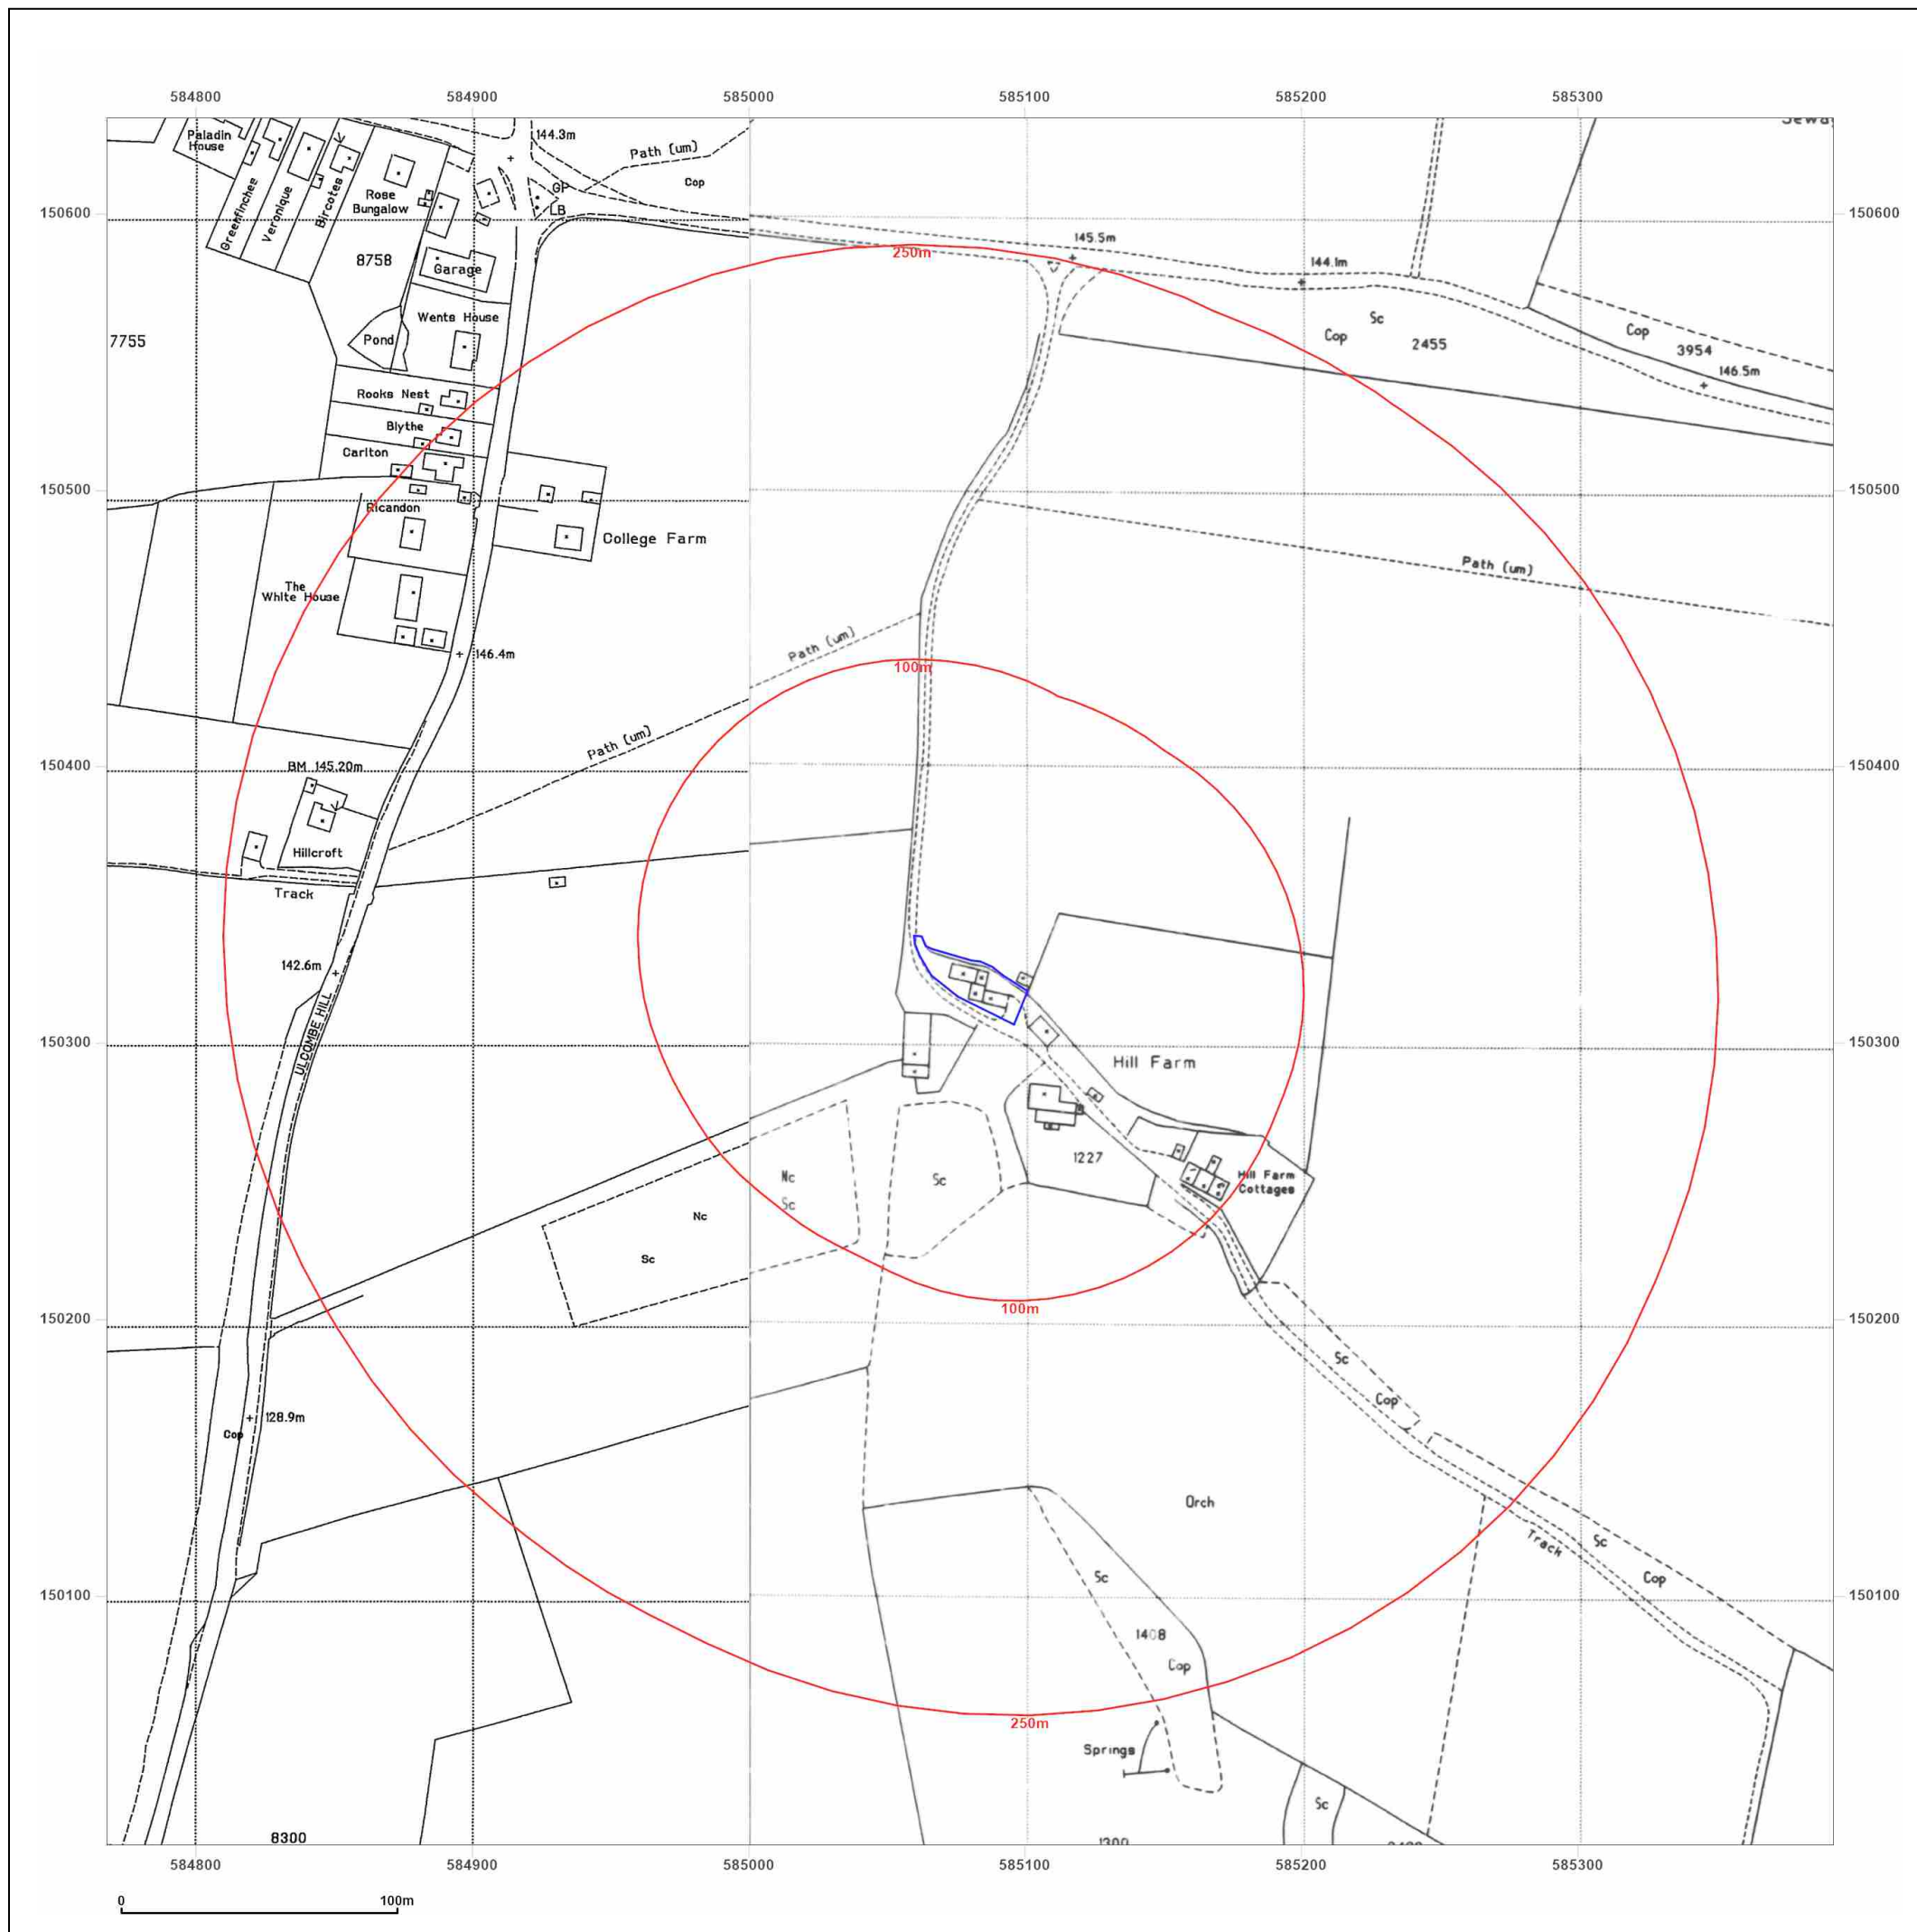 584800 584900 585000 585100 585200 585300
Paladin
House
144.3m
Path (um)
Cop
GP
LB
Greenfinches
Veronique
Bircotes
Rose
Bungalow
150600
150600
145.5m
250m
144.1m
8758
Garage
Wents House
Pond
7755
Sc
Cop
2455
Cop
3954
146.5m
Rooks Nest
Blythe
Carlton
150500
150500
Ricandon
College Farm
Path (um)
The
White House
Path (um)
146.4m
100m
Path (um)
150400
BM 145.20m
150400
Hillcroft
Track
142.6m
ULCOMBE HILL
150300
150300
Hill Farm
1227
Nc
Sc
Sc
Hill Farm
Cottages
Nc
Sc
100m
150200
150200
Sc
Cop
128.9m
Cop
Orch
Track
Sc
Cop
Sc
150100
150100
1408
Cop
250m
Springs
Sc
8300
1300
584800 584900 585000 585100 585200 585300
0 100m